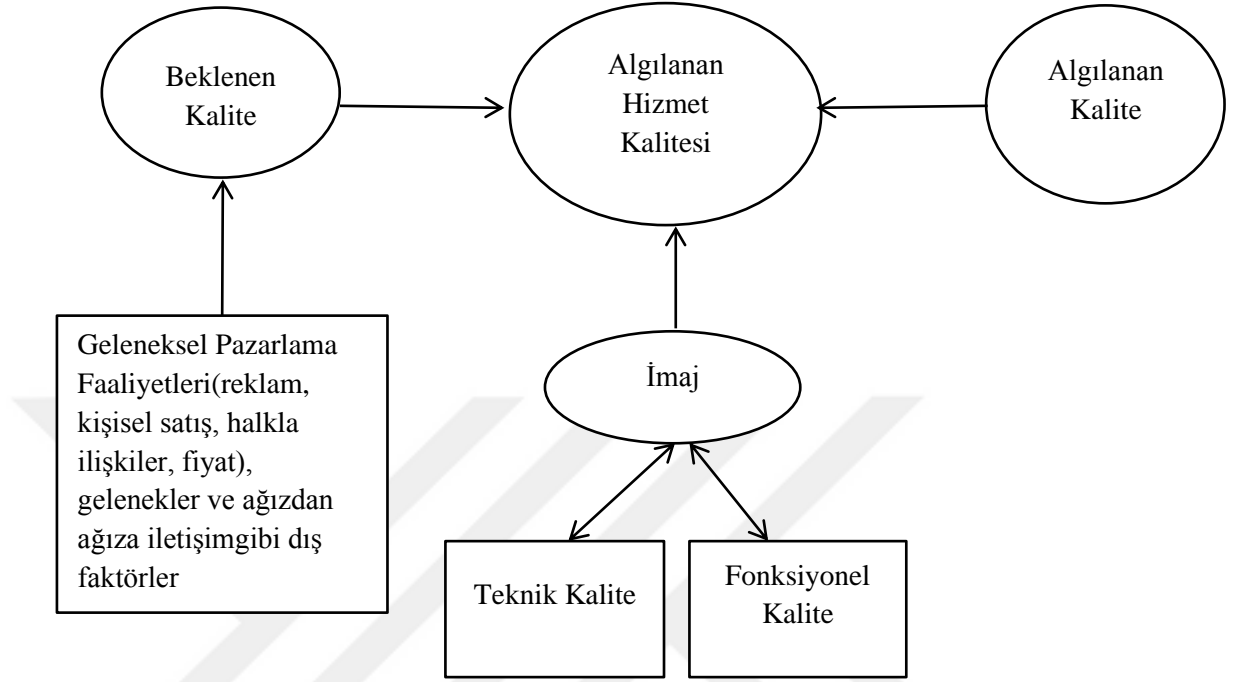 Beklenen
Kalite
Algılanan
Hizmet
Kalitesi
Algılanan
Kalite
Geleneksel Pazarlama
Faaliyetleri(reklam,
kişisel satış, halkla
ilişkiler, fiyat),
gelenekler ve ağızdan
ağıza iletişimgibi dış
faktörler
İmaj
Teknik Kalite
Fonksiyonel
Kalite